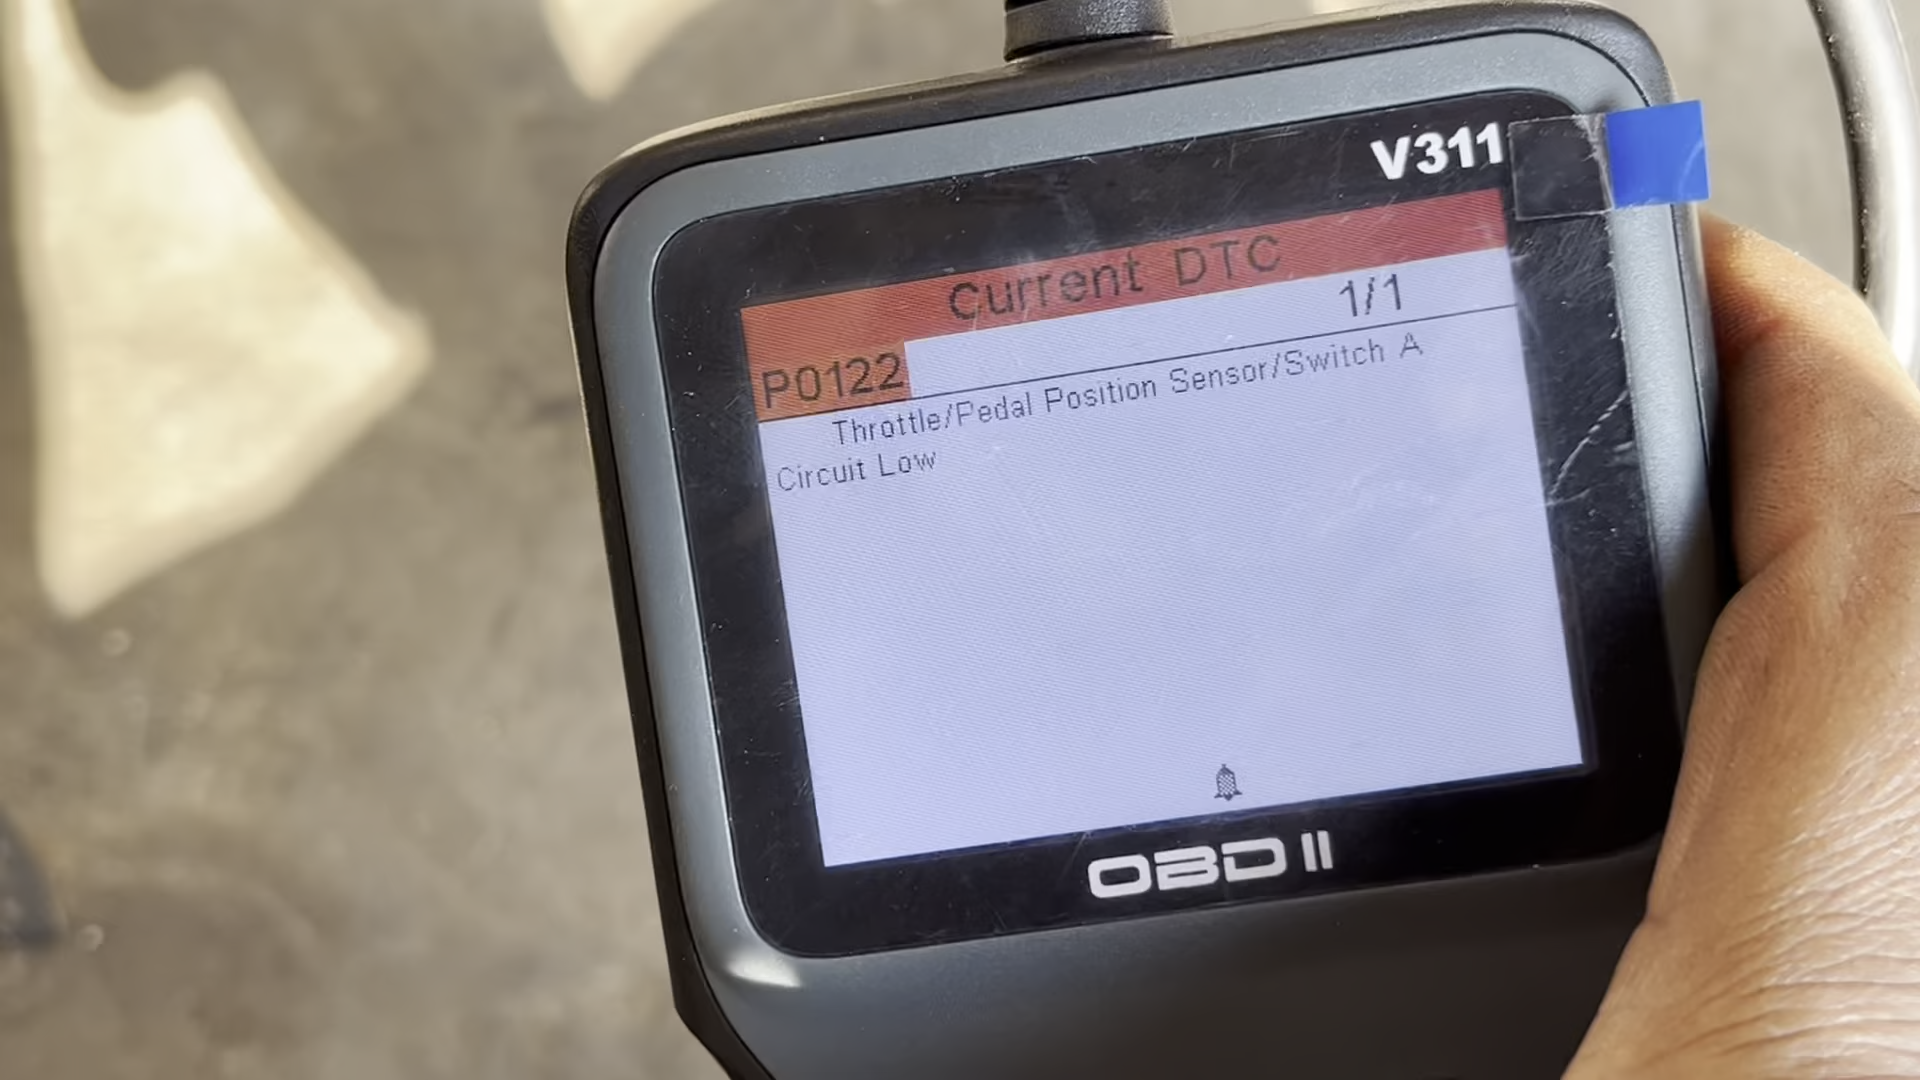 V311
Current DTC
1/1
P0122
Throttle/Pedal Position Sensor/Switch A
Circuit Low
OBD II